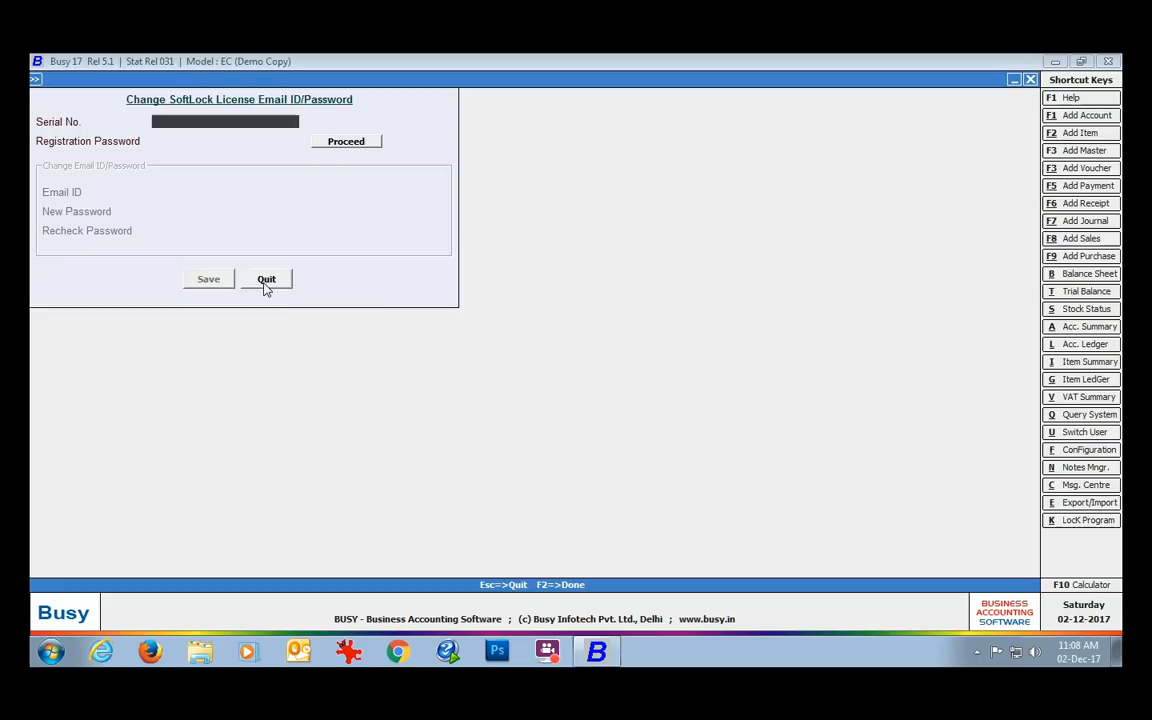 Busy 17 Rel 5.1 | Stat Rel 031 | Model : EC (Demo Copy)
>>
Change SoftLock License Email ID/Password
Serial No.
Registration Password
Proceed
Change Email ID/Password
Email ID
New Password
Recheck Password
Save Quit
Shortcut Keys
F1 Help
F1 Add Account
F2 Add Item
F3 Add Master
F3 Add Voucher
F5 Add Payment
F6 Add Receipt
F7 Add Journal
F8 Add Sales
F9 Add Purchase
B Balance Sheet
T Trial Balance
S Stock Status
A Acc. Summary
L Acc. Ledger
I Item Summary
G Item LedGer
V VAT Summary
Q Query System
U Switch User
F ConFiguration
N Notes Mngr.
C Msg. Centre
E Export/Import
K LocK Program
Esc=>Quit F2=>Done
F10 Calculator
Busy
BUSY - Business Accounting Software ; (c) Busy Infotech Pvt. Ltd., Delhi ; www.busy.in
BUSINESS
ACCOUNTING
SOFTWARE
Saturday
02-12-2017
Ps
B
11:08 AM
02-Dec-17